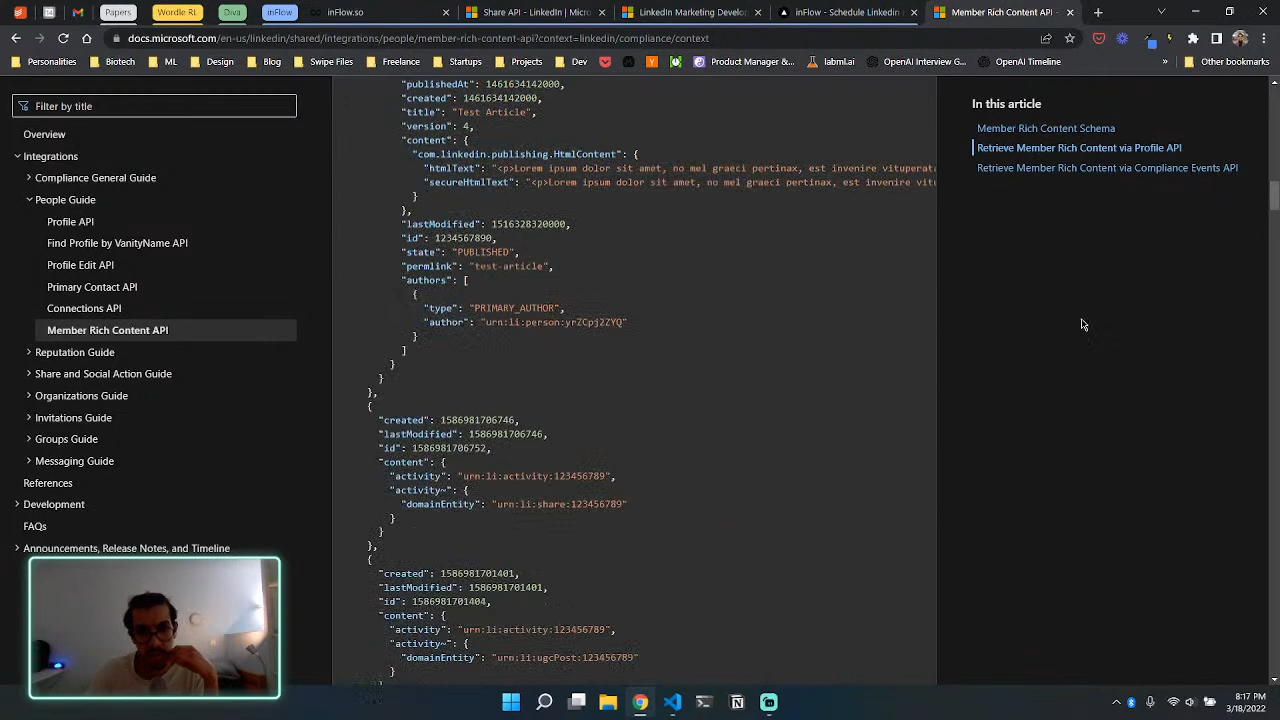 Papers
Wordle RL
Diva
inFlow
inFlow.so
Share API - LinkedIn | Micro
LinkedIn Marketing Develo
inFlow - Schedule LinkedIn
Member Rich Content API -
docs.microsoft.com/en-us/linkedin/shared/integrations/people/member-rich-content-api?context=linkedin/compliance/context
Personalities
Biotech
ML
Design
Blog
Swipe Files
Freelance
Startups
Projects
Dev
Product Manage...
labmlai
OpenAI Interview G...
OpenAI Timeline
»
Other bookmarks
Filter by title
Overview
Integrations
Compliance General Guide
People Guide
Profile API
Find Profile by VanityName API
Profile Edit API
Primary Contact API
Connections API
Member Rich Content API
Reputation Guide
Share and Social Action Guide
Organizations Guide
Invitations Guide
Groups Guide
Messaging Guide
References
Development
FAQs
Announcements, Release Notes, and Timeline
"publishedAt": 1461634142000,
"created": 1461634142000,
"title": "Test Article",
"version": 4,
"content": {
"com.linkedin.publishing.HtmlContent": {
"htmlText": "<p>Lorem ipsum dolor sit amet, no mel graeci pertinax, est invenire vituperat
"secureHtmlText": "<p>Lorem ipsum dolor sit amet, no mel graeci pertinax, est invenire vitu
}
},
"lastModified": 1516328320000,
"id": 1234567890,
"state": "PUBLISHED",
"permlink": "test-article",
"authors": [
{
"type": "PRIMARY_AUTHOR",
"author": "urn:li:person:yrZCpj2ZYQ"
}
]
}
}
},
{
"created": 1586981706746,
"lastModified": 1586981706746,
"id": 1586981706752,
"content": {
"activity": "urn:li:activity:123456789",
"activity~": {
"domainEntity": "urn:li:share:123456789"
}
}
},
{
"created": 1586981701401,
"lastModified": 1586981701401,
"id": 1586981701404,
"content": {
"activity": "urn:li:activity:123456789",
"activity~": {
"domainEntity": "urn:li:ugcPost:123456789"
}
In this article
Member Rich Content Schema
Retrieve Member Rich Content via Profile API
Retrieve Member Rich Content via Compliance Events API
8:17 PM
3/18/2022